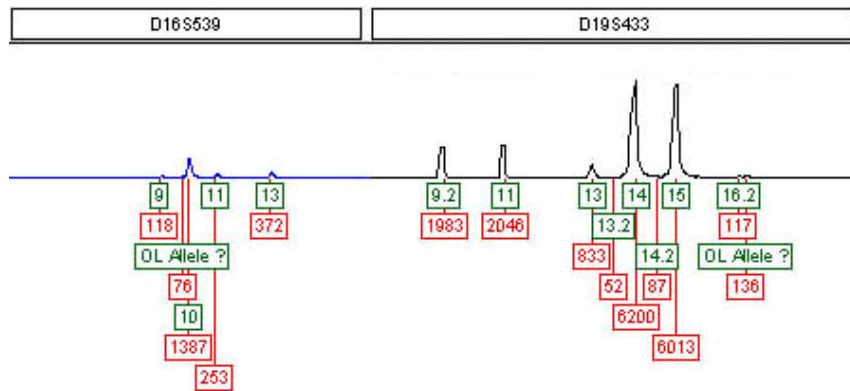 D16S539 D19S433
9 11 13 9.2 11 13 14 15 16.2
118 372 1983 2046 13.2 117
OL Allele ? 833 14.2 OL Allele ?
76 52 87 136
10 6200
1387 6013
253